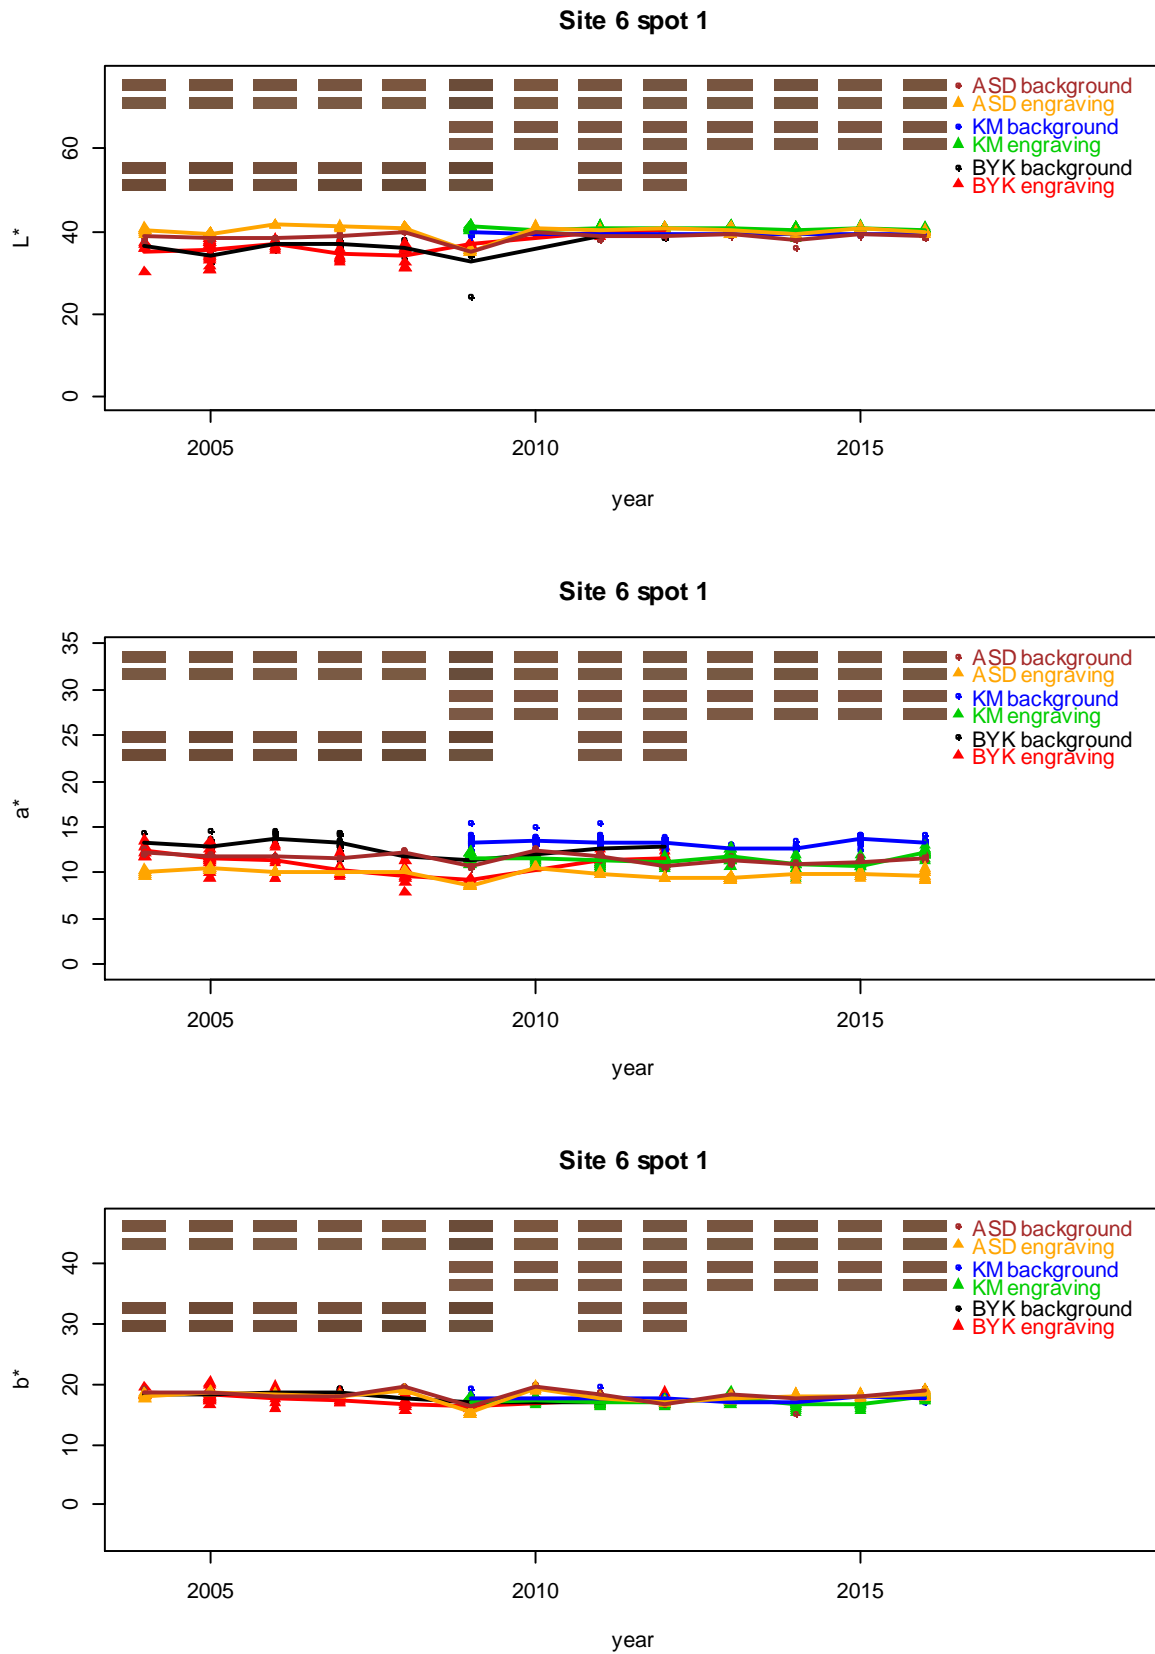 Site 6 spot 1
ASD background
ASD engraving
KM background
KM engraving
BYK background
BYK engraving
L*
60
40
20
0
2005 2010 2015
year
Site 6 spot 1
ASD background
ASD engraving
KM background
KM engraving
BYK background
BYK engraving
a*
35
30
25
20
15
10
5
0
2005 2010 2015
year
Site 6 spot 1
ASD background
ASD engraving
KM background
KM engraving
BYK background
BYK engraving
b*
40
30
20
10
0
2005 2010 2015
year